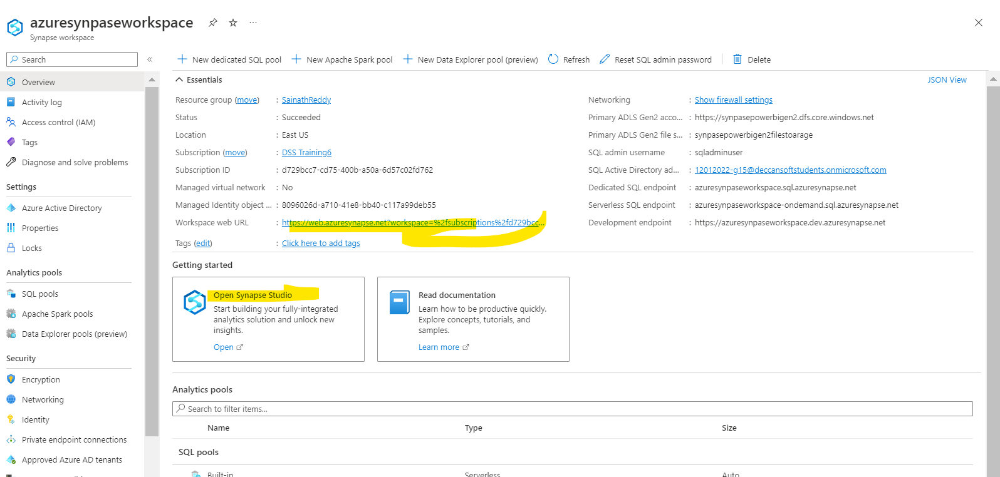 azuresynpaseworkspace
Synapse workspace
Search
Overview
Activity log
Access control (IAM)
Tags
Diagnose and solve problems
Settings
Azure Active Directory
Properties
Locks
Analytics pools
SQL pools
Apache Spark pools
Data Explorer pools (preview)
Security
Encryption
Networking
Identity
Private endpoint connections
Approved Azure AD tenants
New dedicated SQL pool New Apache Spark pool New Data Explorer pool (preview) Refresh Reset SQL admin password Delete
Essentials JSON View
Resource group (move) : SainathReddy
Status : Succeeded
Location : East US
Subscription (move) : DSS Training6
Subscription ID : d729bcc7-cd75-400b-a50a-6d57c02fd762
Managed virtual network : No
Managed Identity object ... : 8096026d-a710-41e8-bb40-c117a99deb55
Workspace web URL : https://web.azuresynapse.net?workspace=%2fsubscriptions%2fd729bcc...
Tags (edit) : Click here to add tags
Networking : Show firewall settings
Primary ADLS Gen2 acco... : https://synpasepowerbigen2.dfs.core.windows.net
Primary ADLS Gen2 file s... : synpasepowerbigen2filestoarage
SQL admin username : sqladminuser
SQL Active Directory ad... : 12012022-g15@deccansoftstudents.onmicrosoft.com
Dedicated SQL endpoint : azuresynpaseworkspace.sql.azuresynapse.net
Serverless SQL endpoint : azuresynpaseworkspace-ondemand.sql.azuresynapse.net
Development endpoint : https://azuresynpaseworkspace.dev.azuresynapse.net
Getting started
Open Synapse Studio
Start building your fully-integrated
analytics solution and unlock new
insights.
Open
Read documentation
Learn how to be productive quickly.
Explore concepts, tutorials, and
samples.
Learn more
Analytics pools
Search to filter items...
Name Type Size
SQL pools
Built-in Serverless Auto